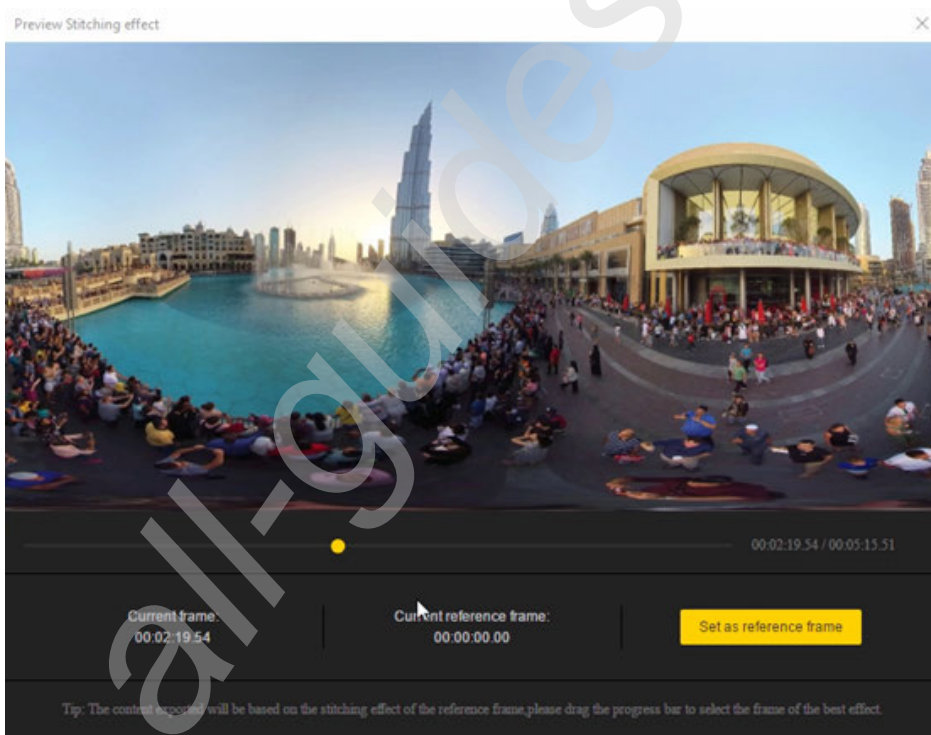 Preview Stitching effect
00:02:19.54 / 00:05:15.51
Current frame:
00:02:19.54
Current reference frame:
00:00:00.00
Set as reference frame
Tip: The content exported will be based on the stitching effect of the reference frame,please drag the progress bar to select the frame of the best effect.
all-guides